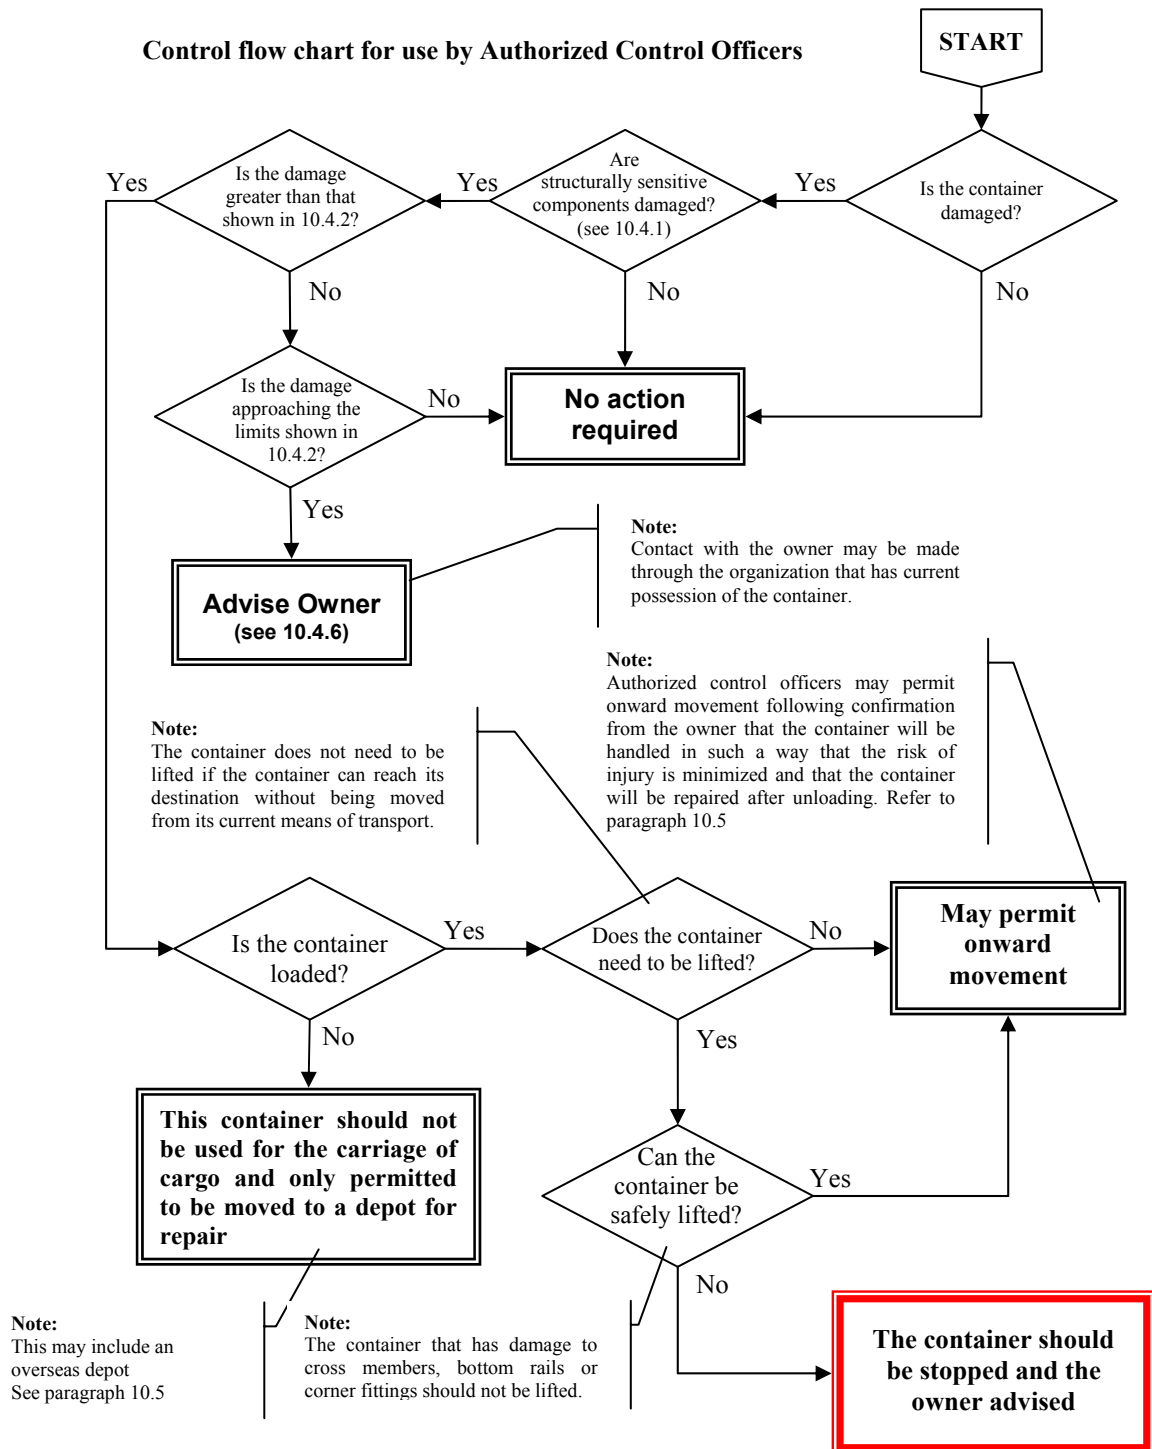 Control flow chart for use by Authorized Control Officers
START
Is the container
damaged?
Yes
No
Are
structurally sensitive
components damaged?
(see 10.4.1)
Yes
No
Is the damage
greater than that
shown in 10.4.2?
Yes
No
Is the damage
approaching the
limits shown in
10.4.2?
No
Yes
No action
required
Advise Owner
(see 10.4.6)
Note:
Contact with the owner may be made
through the organization that has current
possession of the container.
Note:
Authorized control officers may permit
onward movement following confirmation
from the owner that the container will be
handled in such a way that the risk of
injury is minimized and that the container
will be repaired after unloading. Refer to
paragraph 10.5
Note:
The container does not need to be
lifted if the container can reach its
destination without being moved
from its current means of transport.
Is the container
loaded?
Yes
No
Does the container
need to be lifted?
No
Yes
May permit
onward
movement
This container should not
be used for the carriage of
cargo and only permitted
to be moved to a depot for
repair
Can the
container be
safely lifted?
Yes
No
Note:
This may include an
overseas depot
See paragraph 10.5
Note:
The container that has damage to
cross members, bottom rails or
corner fittings should not be lifted.
The container should
be stopped and the
owner advised